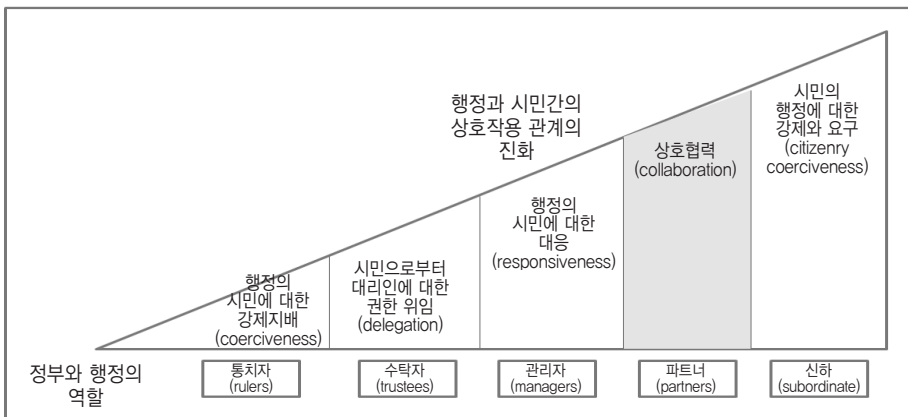 행정과 시민간의
상호작용 관계의
진화
행정의
시민에 대한
강제지배
(coerciveness)
시민으로부터
대리인에 대한
권한 위임
(delegation)
행정의
시민에 대한
대응
(responsiveness)
상호협력
(collaboration)
시민의
행정에 대한
강제와 요구
(citizenry
coerciveness)
정부와 행정의
역할
통치자
(rulers)
수탁자
(trustees)
관리자
(managers)
파트너
(partners)
신하
(subordinate)